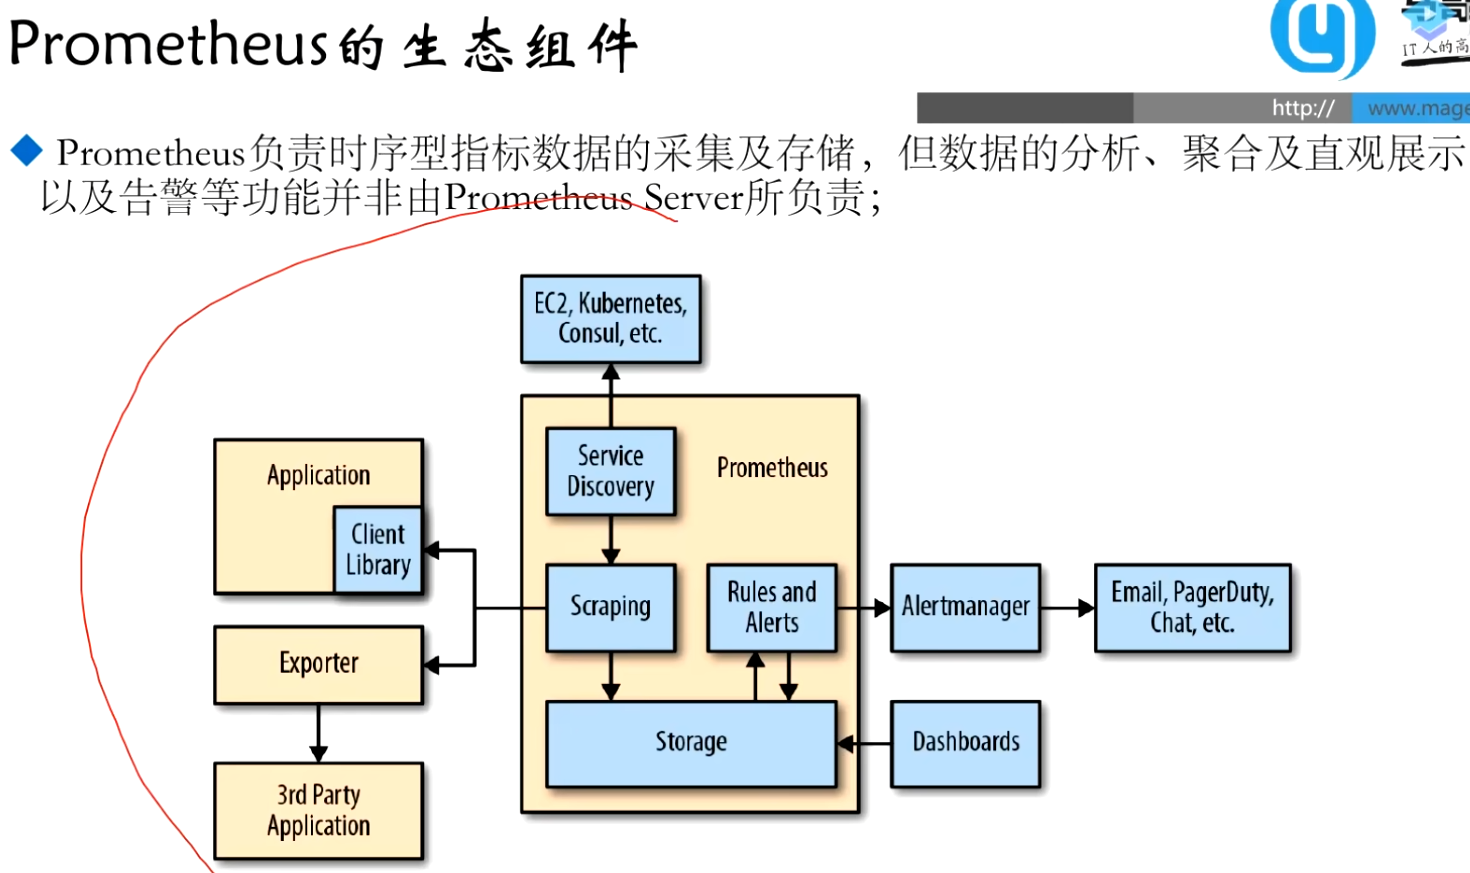 Prometheus的生态组件
IT人的高
http://
www.mage
Prometheus负责时序型指标数据的采集及存储，但数据的分析、聚合及直观展示
以及告警等功能并非由Prometheus Server所负责；
EC2, Kubernetes,
Consul, etc.
Service
Discovery
Prometheus
Application
Client
Library
Scraping
Rules and
Alerts
Alertmanager
Email, PagerDuty,
Chat, etc.
Exporter
Storage
Dashboards
3rd Party
Application